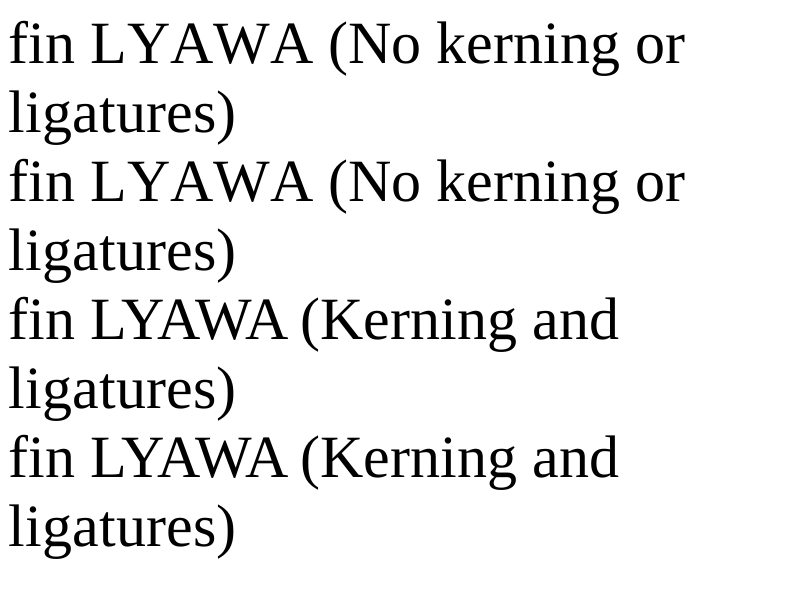 fin LYAWA (No kerning or
ligatures)
fin LYAWA (No kerning or
ligatures)
fin LYAWA (Kerning and
ligatures)
fin LYAWA (Kerning and
ligatures)